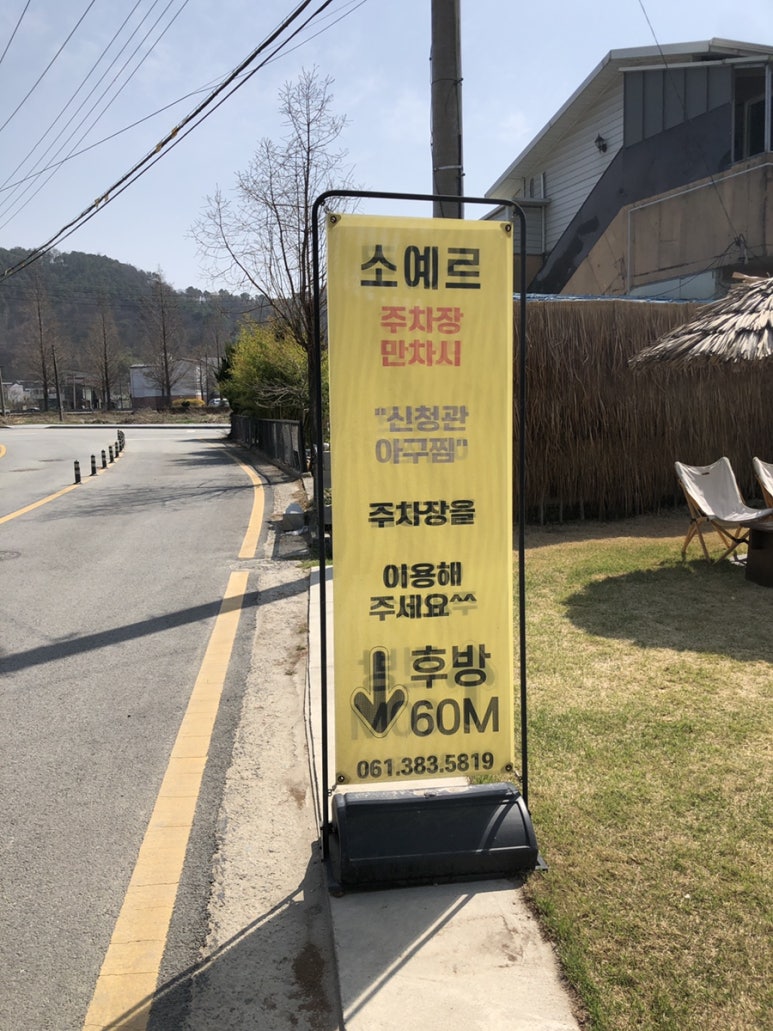 소예르
주차장
만차시
"신청관
아구찜"
주차장을
이용해
주세요^^
후방
60M
061.383.5819